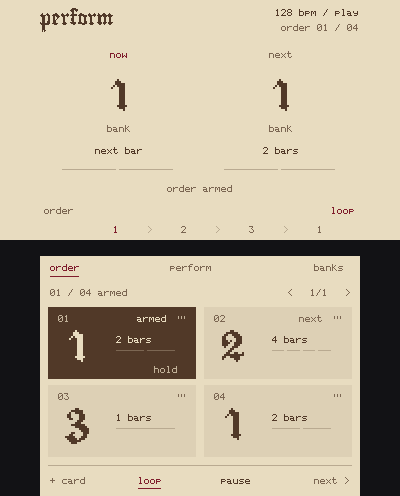 perform
128 bpm / play
order 01 / 04
now
next
1
1
bank
bank
next bar
2 bars
order armed
order
loop
1 > 2 > 3 > 1
order
perform
banks
01 / 04 armed
< 1/1 >
01 armed '''
1 2 bars
hold
02 next '''
2 4 bars
03 '''
3 1 bars
04 '''
1 2 bars
+ card
loop
pause
next >